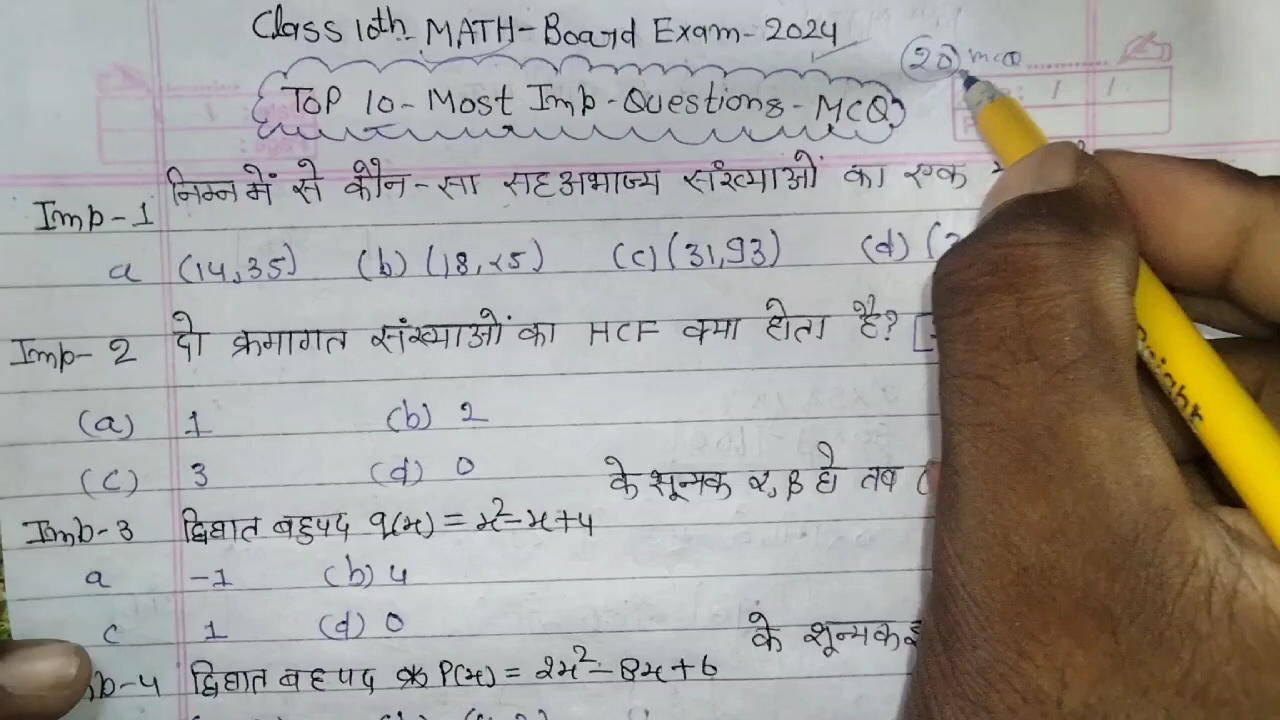 Class 10th MATH-Board Exam-2024
20 mcQ
TOP 10-Most Imp-Questions-MCQ
Imp-1 निम्न में से कौन-सा सहअभाज्य संख्याओं का एक
a (14,35) (b) (18,25) (c) (31,93) (d)
Imp-2 दो क्रमागत संख्याओं का HCF क्या होता है?
(a) 1 (b) 2
(C) 3 (d) 0
के शून्यक α, β हो तब
Imp-3 द्विघात बहुपद q(x) = x²-x+4
a -1 (b) 4
c 1 (d) 0
के शून्यक
द्विघात बहुपद P(x) = 2x²-8x+6